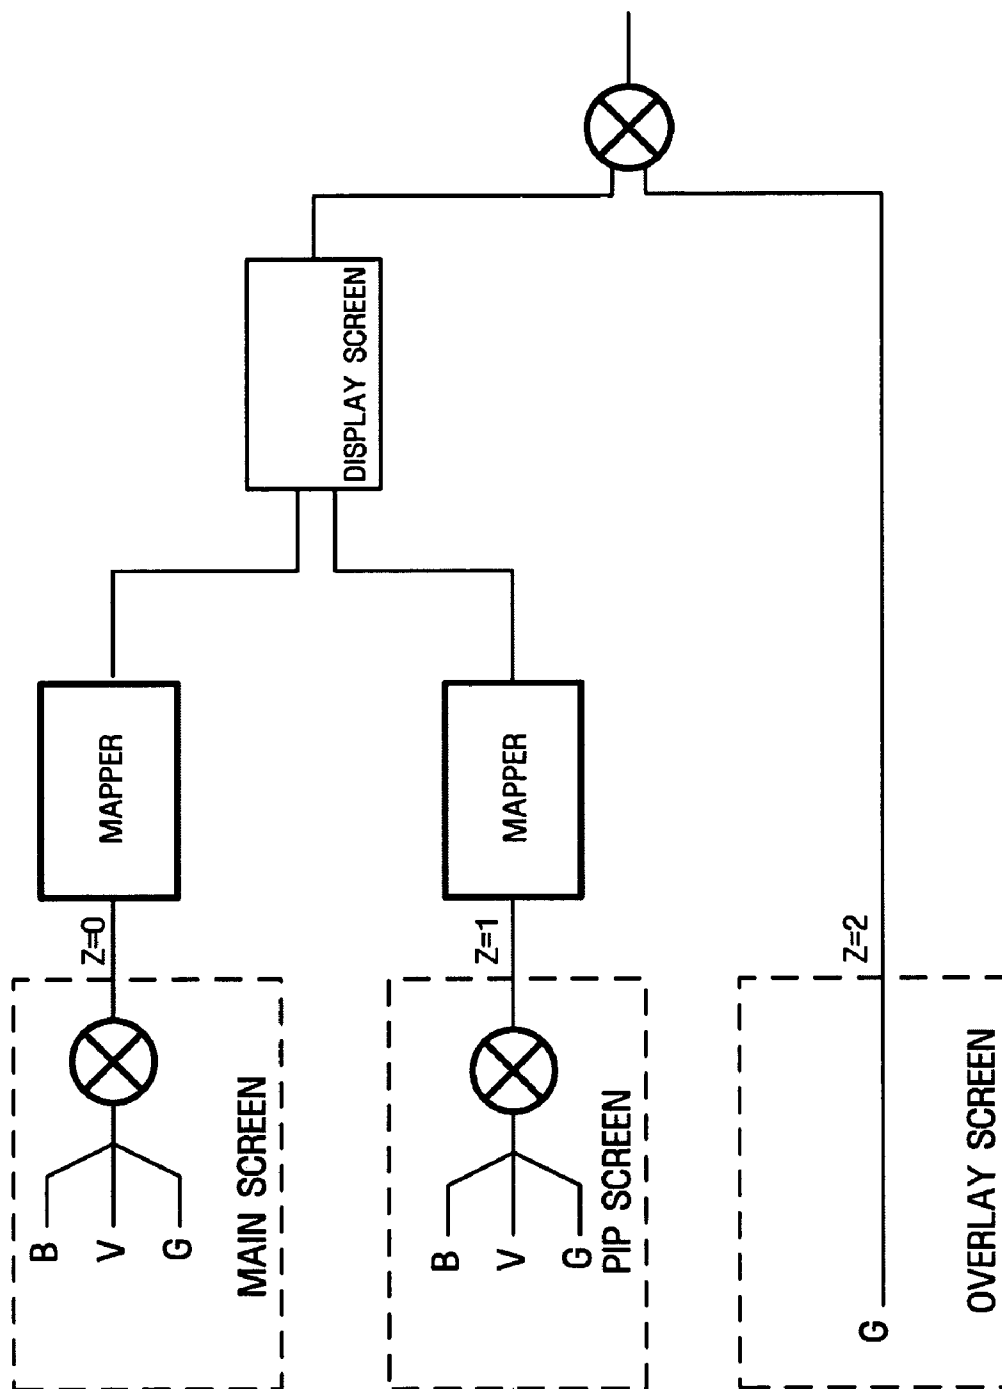 B
V
G
MAIN SCREEN
Z=0
MAPPER
B
V
G
PIP SCREEN
Z=1
MAPPER
DISPLAY SCREEN
G
OVERLAY SCREEN
Z=2